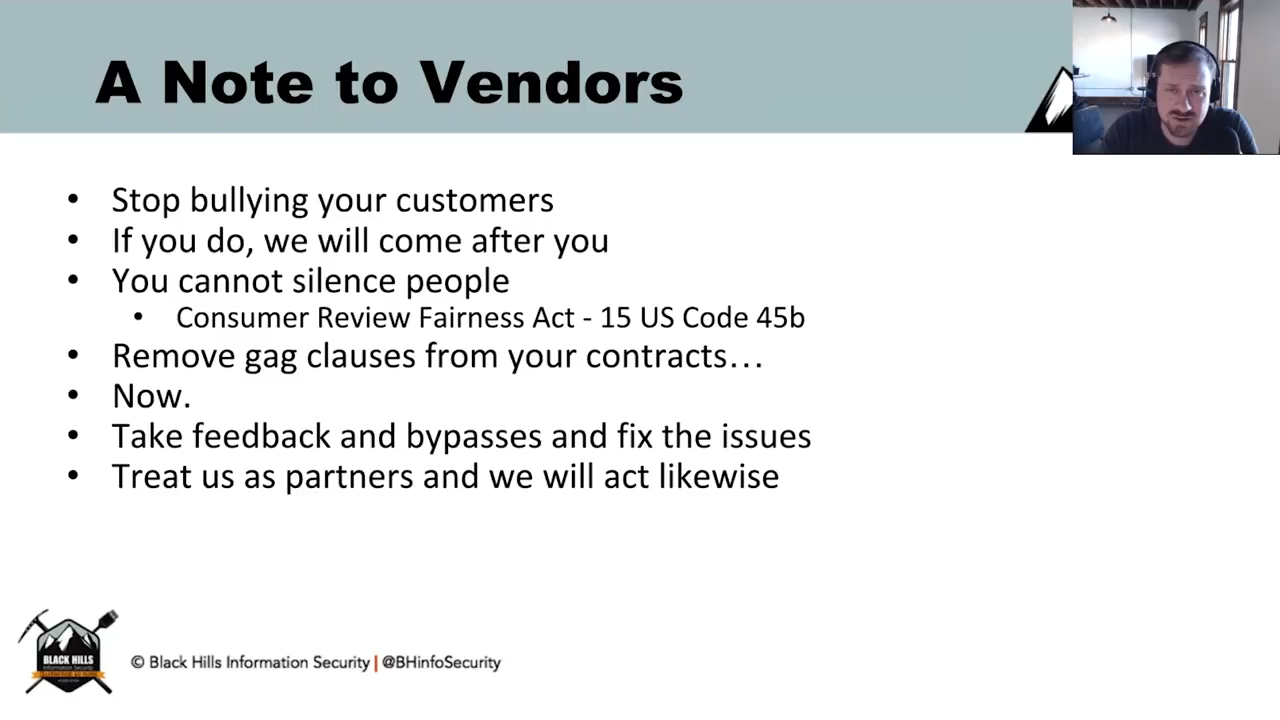 A Note to Vendors
• Stop bullying your customers
• If you do, we will come after you
• You cannot silence people
• Consumer Review Fairness Act - 15 US Code 45b
• Remove gag clauses from your contracts…
• Now.
• Take feedback and bypasses and fix the issues
• Treat us as partners and we will act likewise
BLACK HILLS
Information Security
© Black Hills Information Security | @BHinfoSecurity